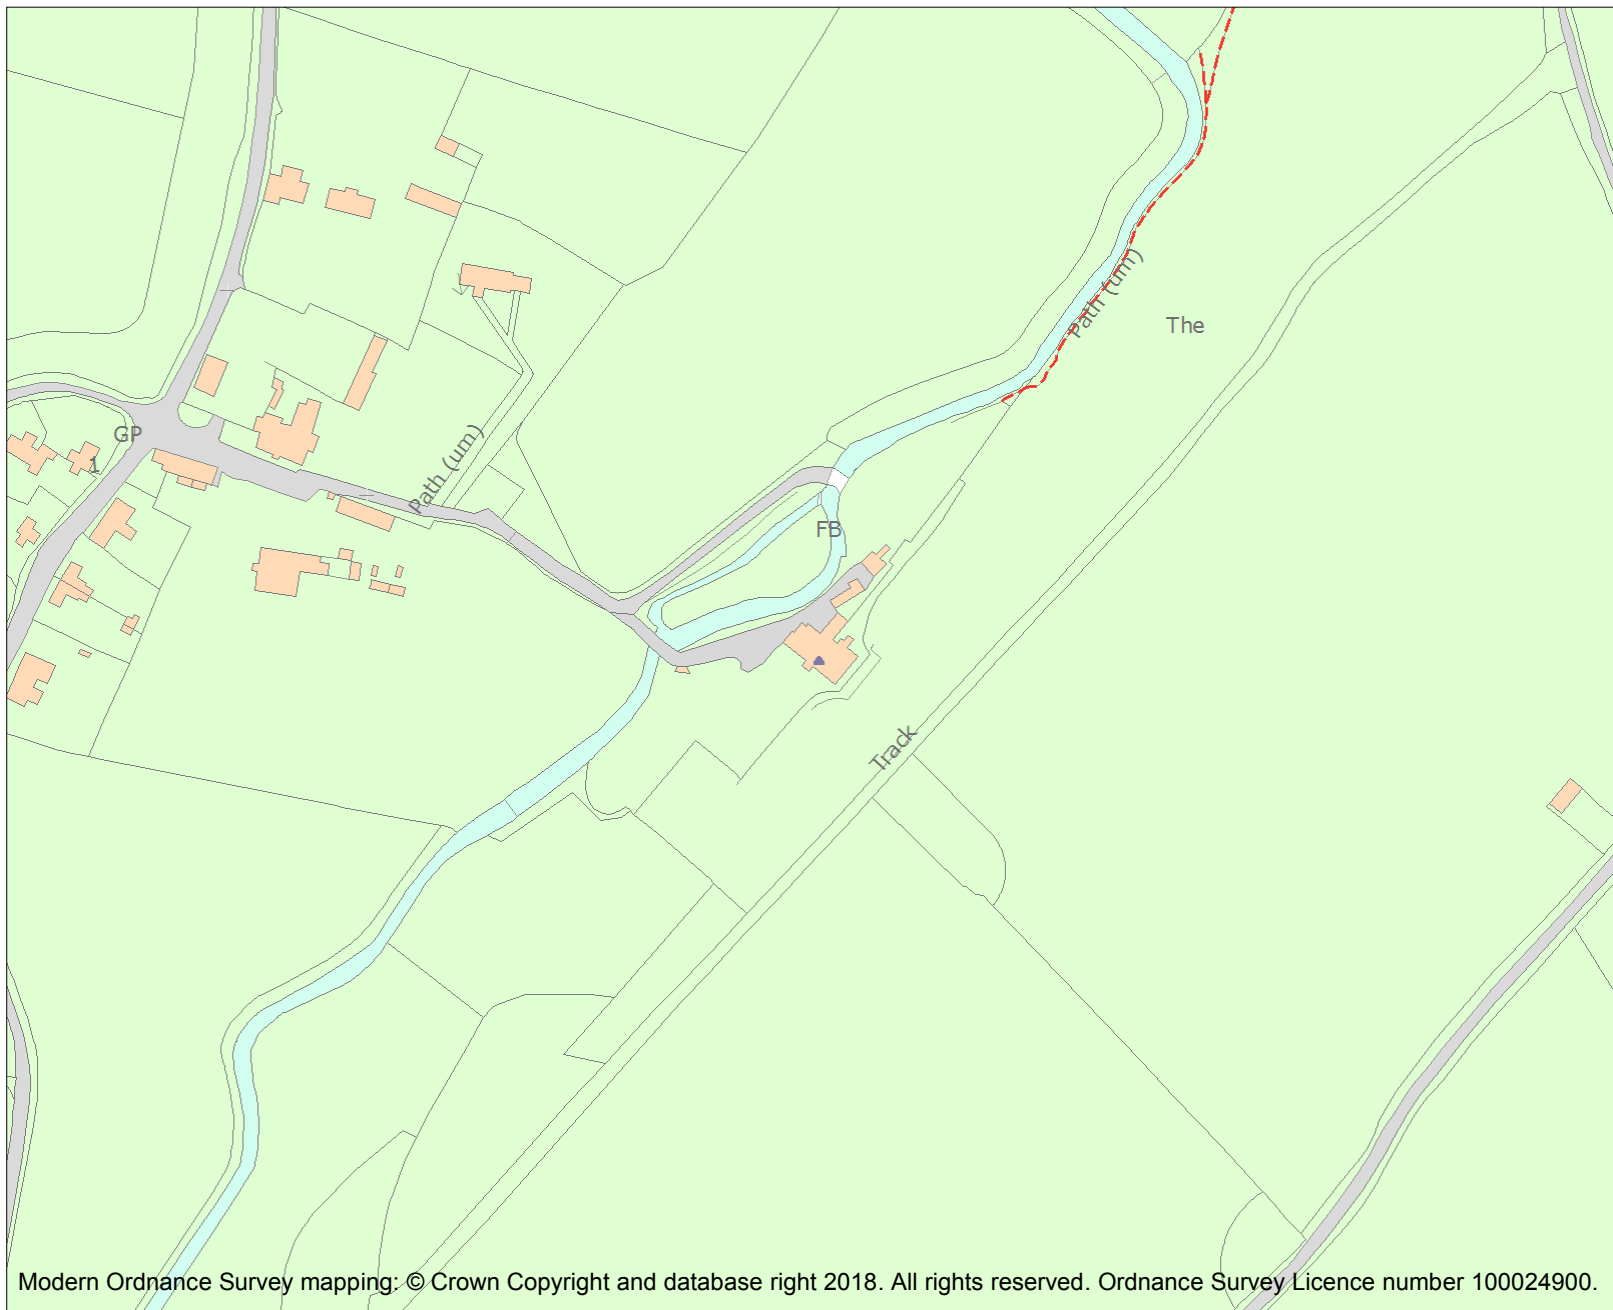 Path (um)
The
GP
1
Path (um)
FB
Track
Modern Ordnance Survey mapping: © Crown Copyright and database right 2018. All rights reserved. Ordnance Survey Licence number 100024900.